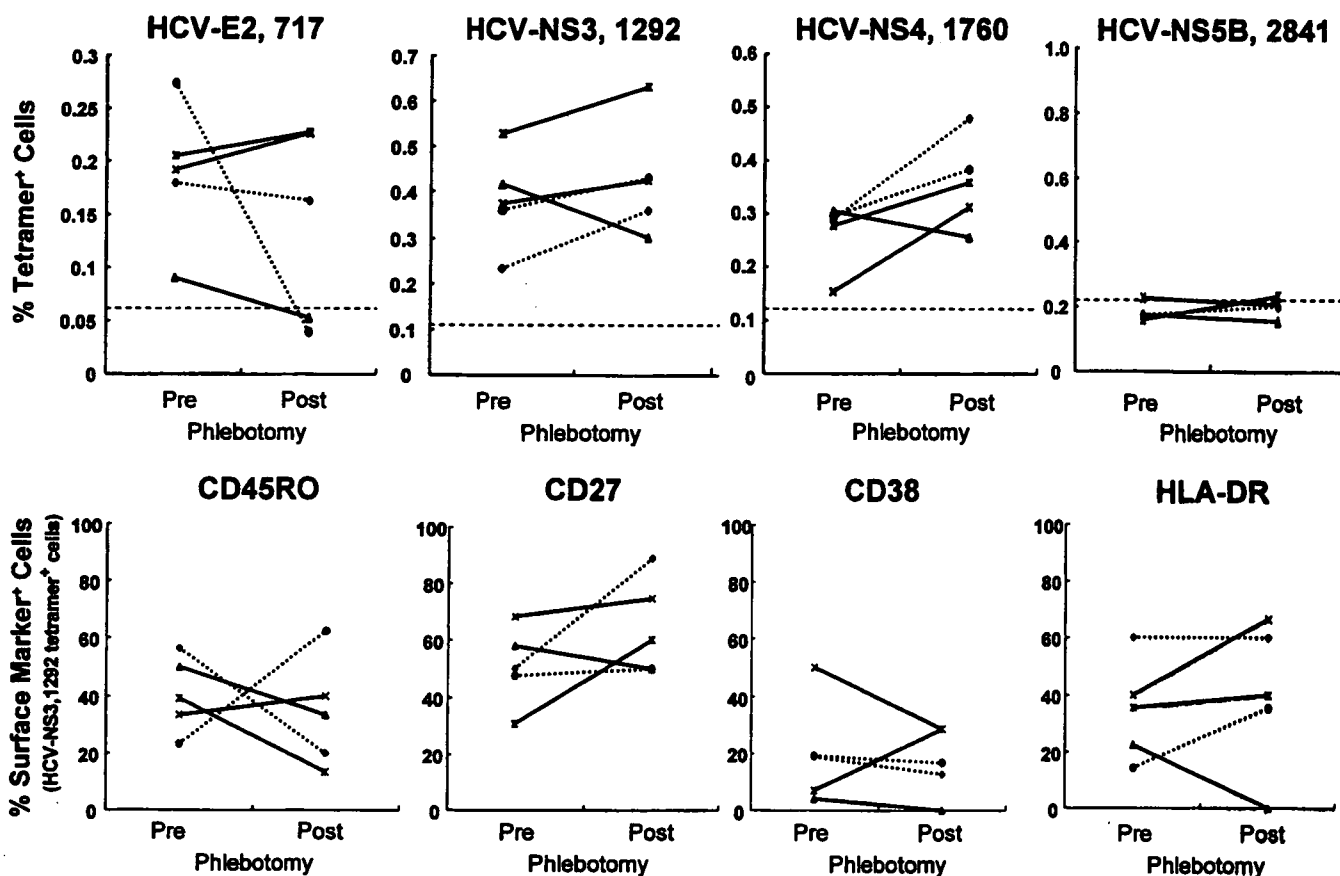 HCV-E2, 717
HCV-NS3, 1292
HCV-NS4, 1760
HCV-NS5B, 2841
% Tetramer⁺ Cells
0.3
0.25
0.2
0.15
0.1
0.05
0
0.7
0.6
0.5
0.4
0.3
0.2
0.1
0
0.6
0.5
0.4
0.3
0.2
0.1
0
1.0
0.8
0.6
0.4
0.2
0
Pre Post
Phlebotomy
Pre Post
Phlebotomy
Pre Post
Phlebotomy
Pre Post
Phlebotomy
CD45RO
CD27
CD38
HLA-DR
% Surface Marker⁺ Cells
(HCV-NS3,1292 tetramer⁺ cells)
100
80
60
40
20
0
100
80
60
40
20
0
100
80
60
40
20
0
100
80
60
40
20
0
Pre Post
Phlebotomy
Pre Post
Phlebotomy
Pre Post
Phlebotomy
Pre Post
Phlebotomy